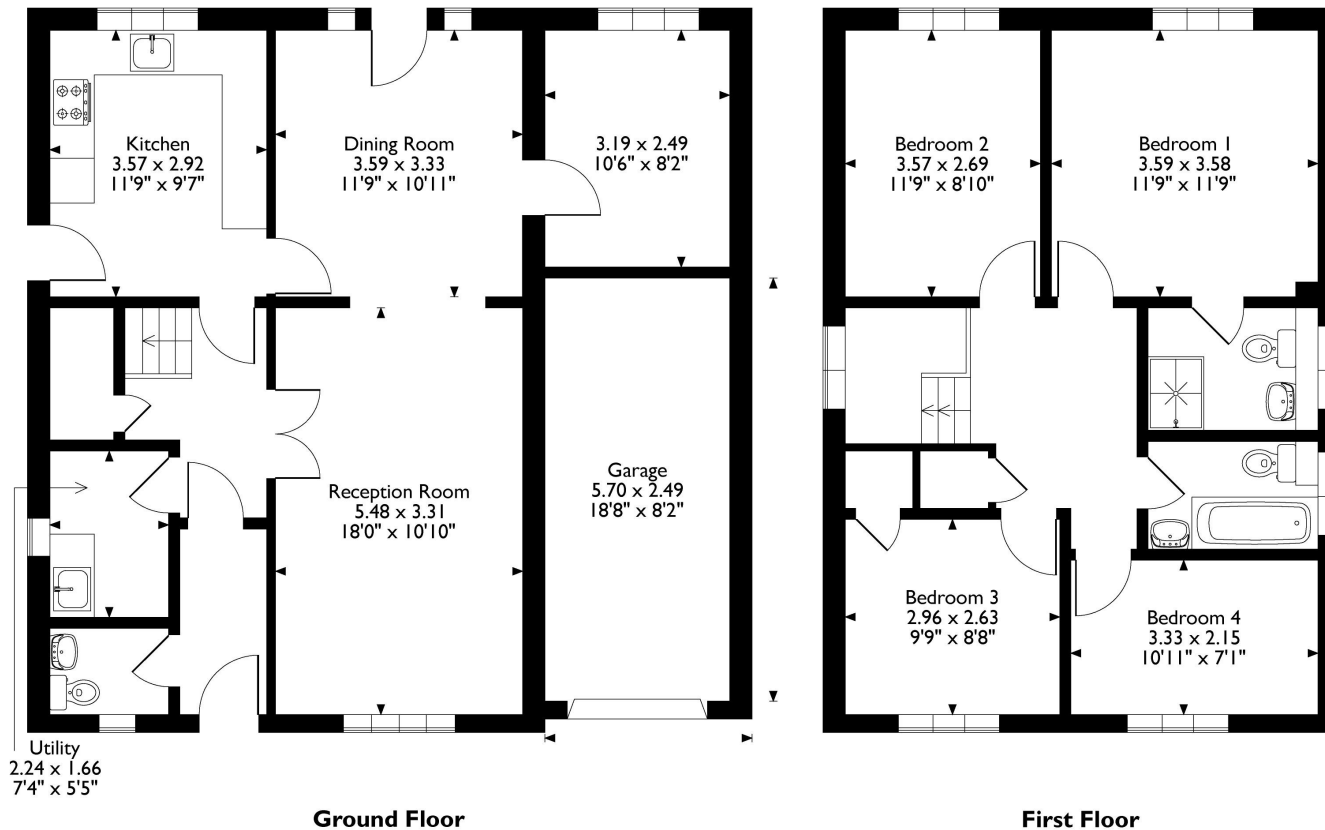 Kitchen
3.57 x 2.92
11'9" x 9'7"
Dining Room
3.59 x 3.33
11'9" x 10'11"
3.19 x 2.49
10'6" x 8'2"
Bedroom 2
3.57 x 2.69
11'9" x 8'10"
Bedroom 1
3.59 x 3.58
11'9" x 11'9"
Reception Room
5.48 x 3.31
18'0" x 10'10"
Garage
5.70 x 2.49
18'8" x 8'2"
Bedroom 3
2.96 x 2.63
9'9" x 8'8"
Bedroom 4
3.33 x 2.15
10'11" x 7'1"
Utility
2.24 x 1.66
7'4" x 5'5"
Ground Floor
First Floor